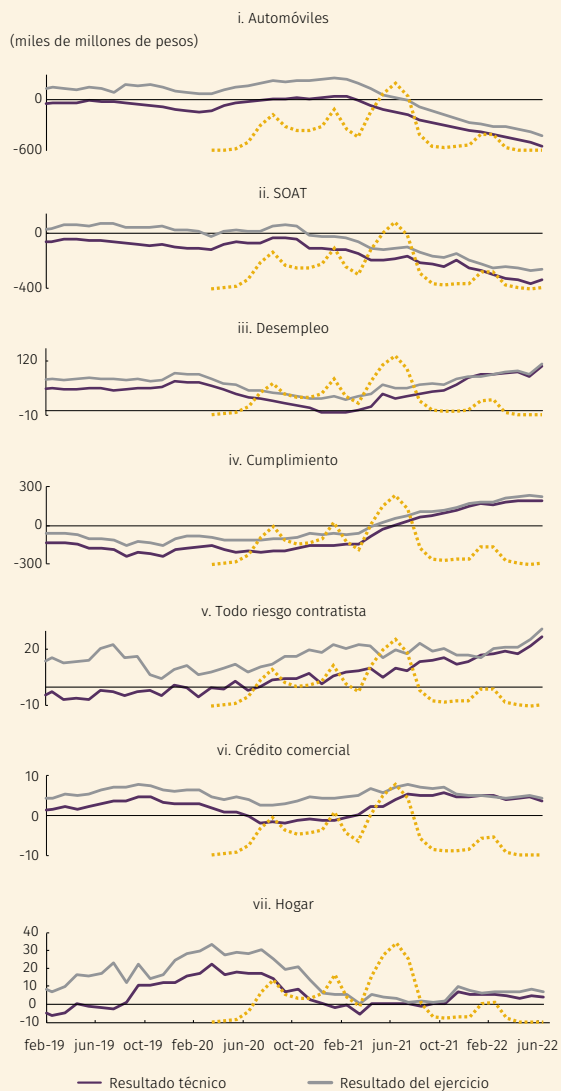 i. Automóviles
(miles de millones de pesos)
0
-600
ii. SOAT
0
-400
iii. Desempleo
120
-10
iv. Cumplimiento
300
0
-300
v. Todo riesgo contratista
20
-10
vi. Crédito comercial
10
0
-10
vii. Hogar
40
30
20
10
0
-10
feb-19 jun-19 oct-19 feb-20 jun-20 oct-20 feb-21 jun-21 oct-21 feb-22 jun-22
Resultado técnico Resultado del ejercicio